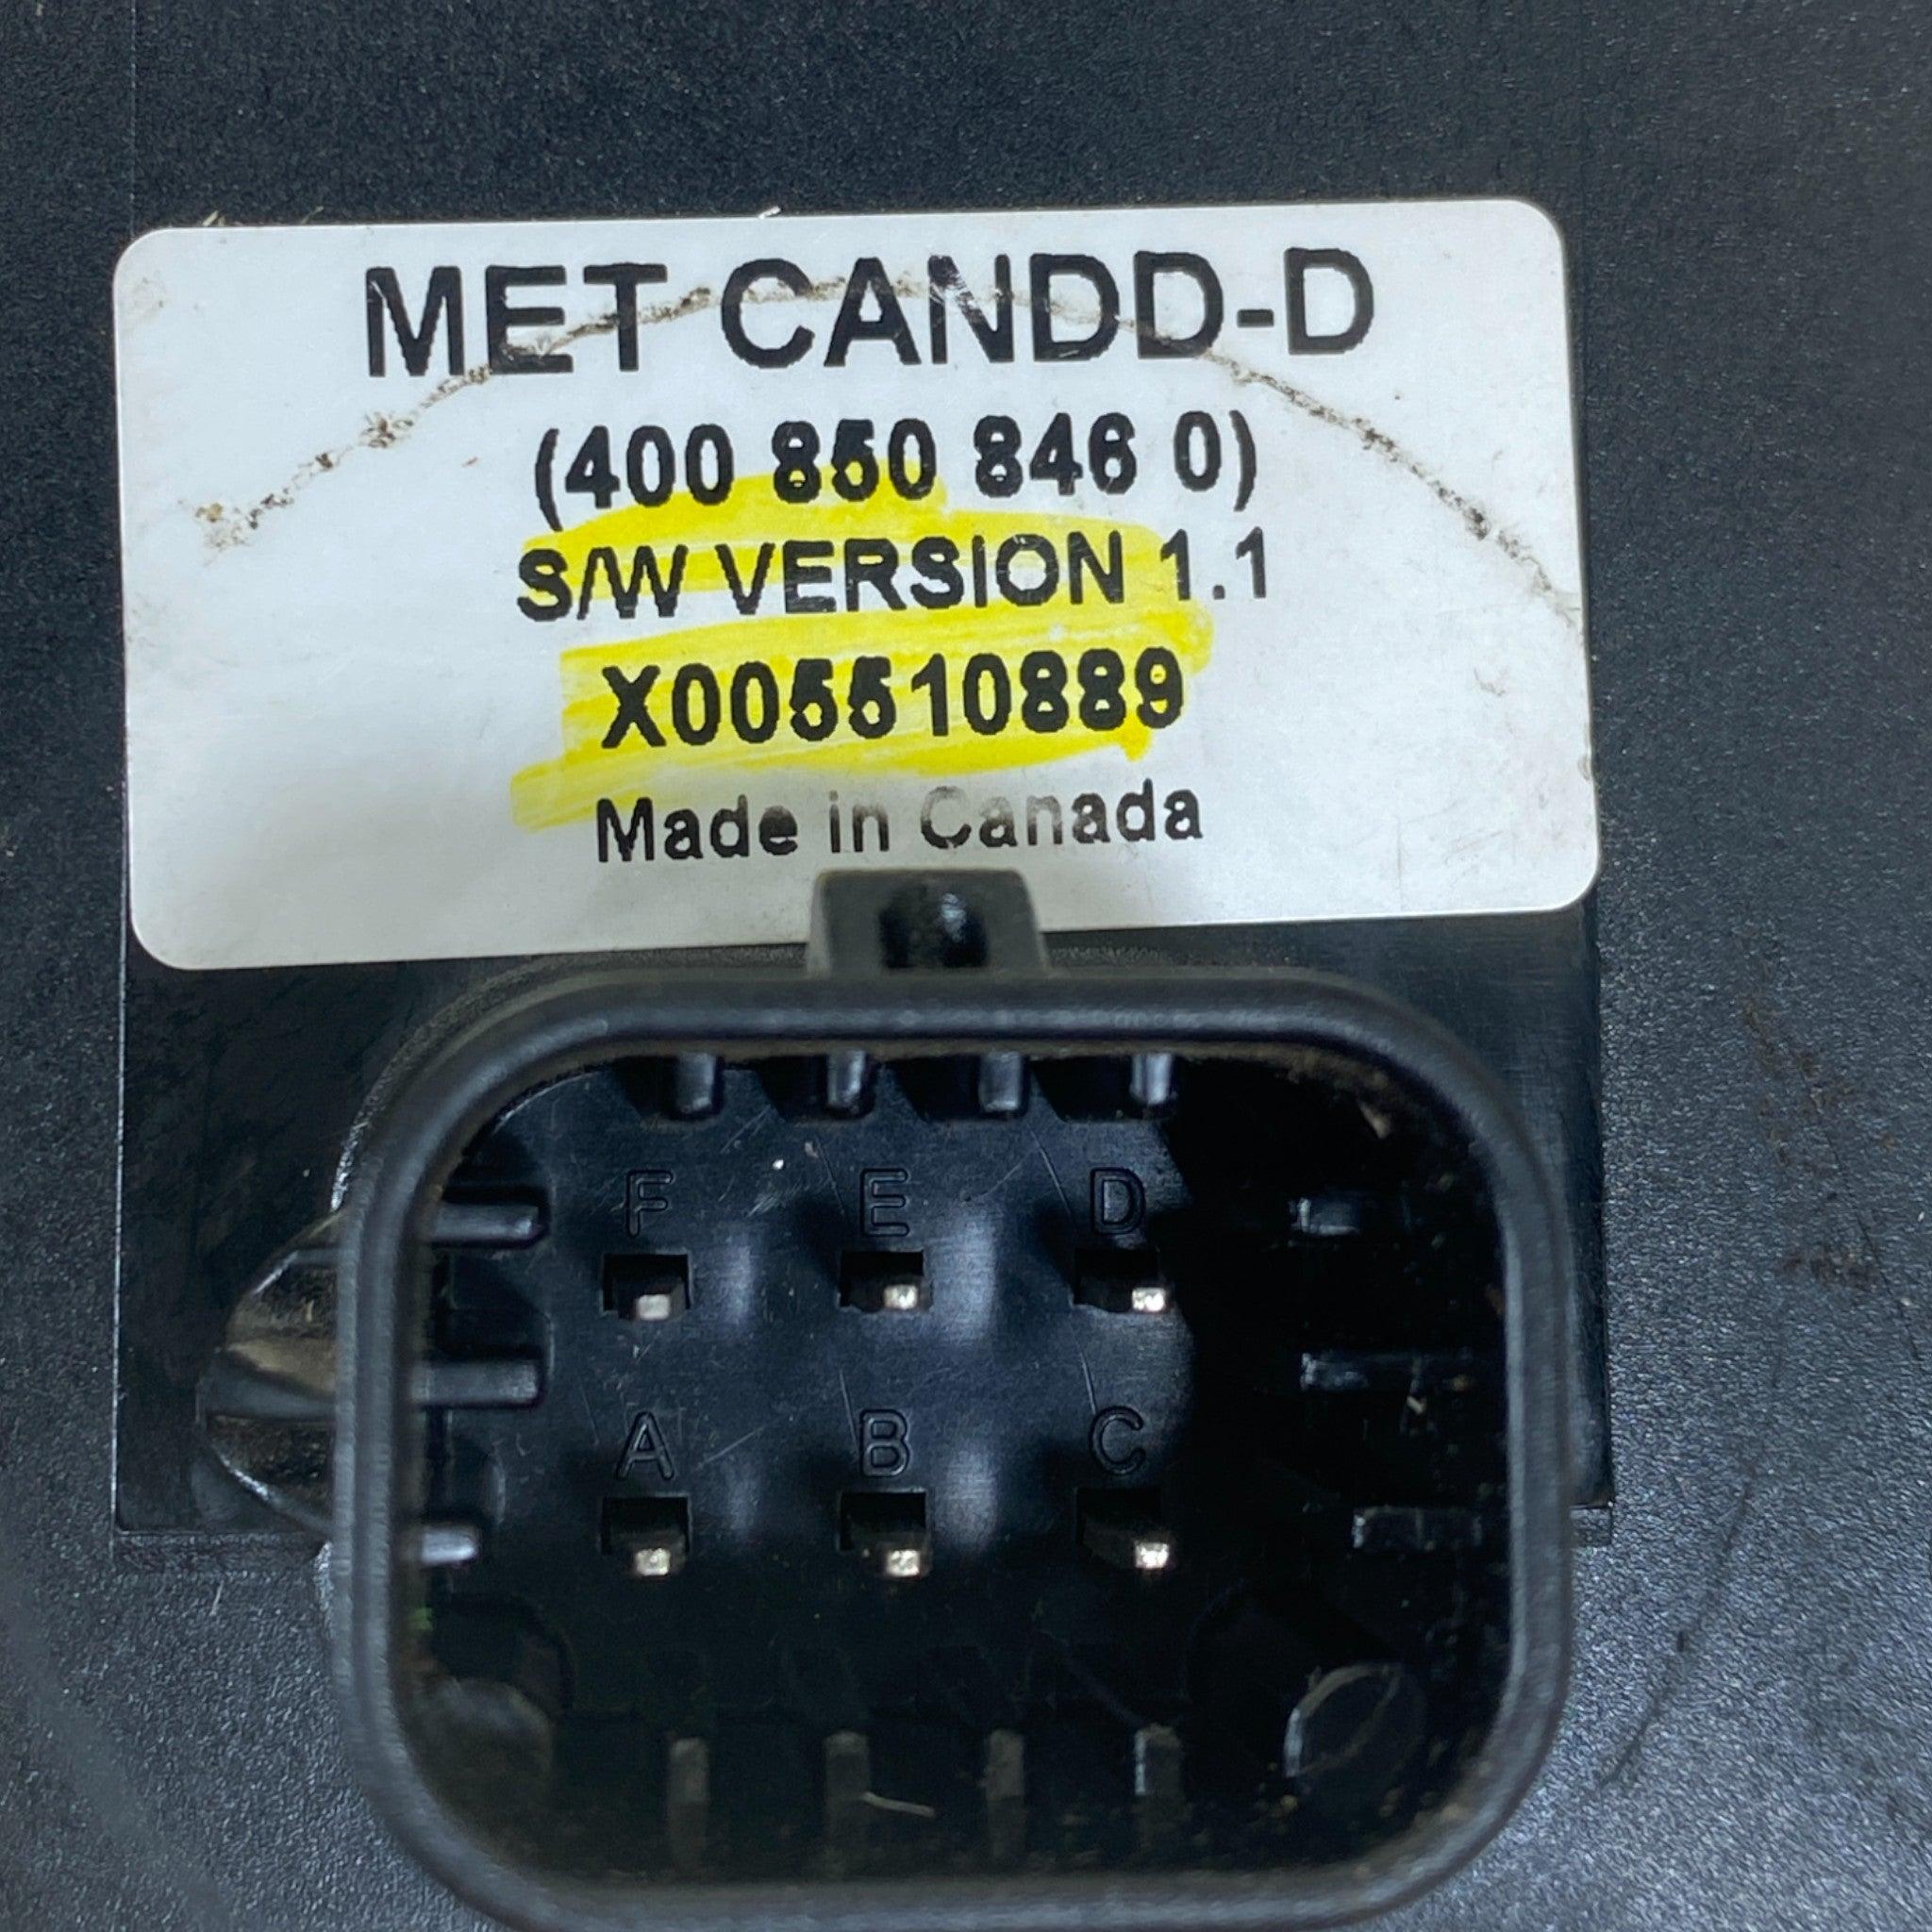 MET CANDD-D
(400 850 846 0)
S/W VERSION 1.1
X005510889
Made in Canada
F E D
A B C